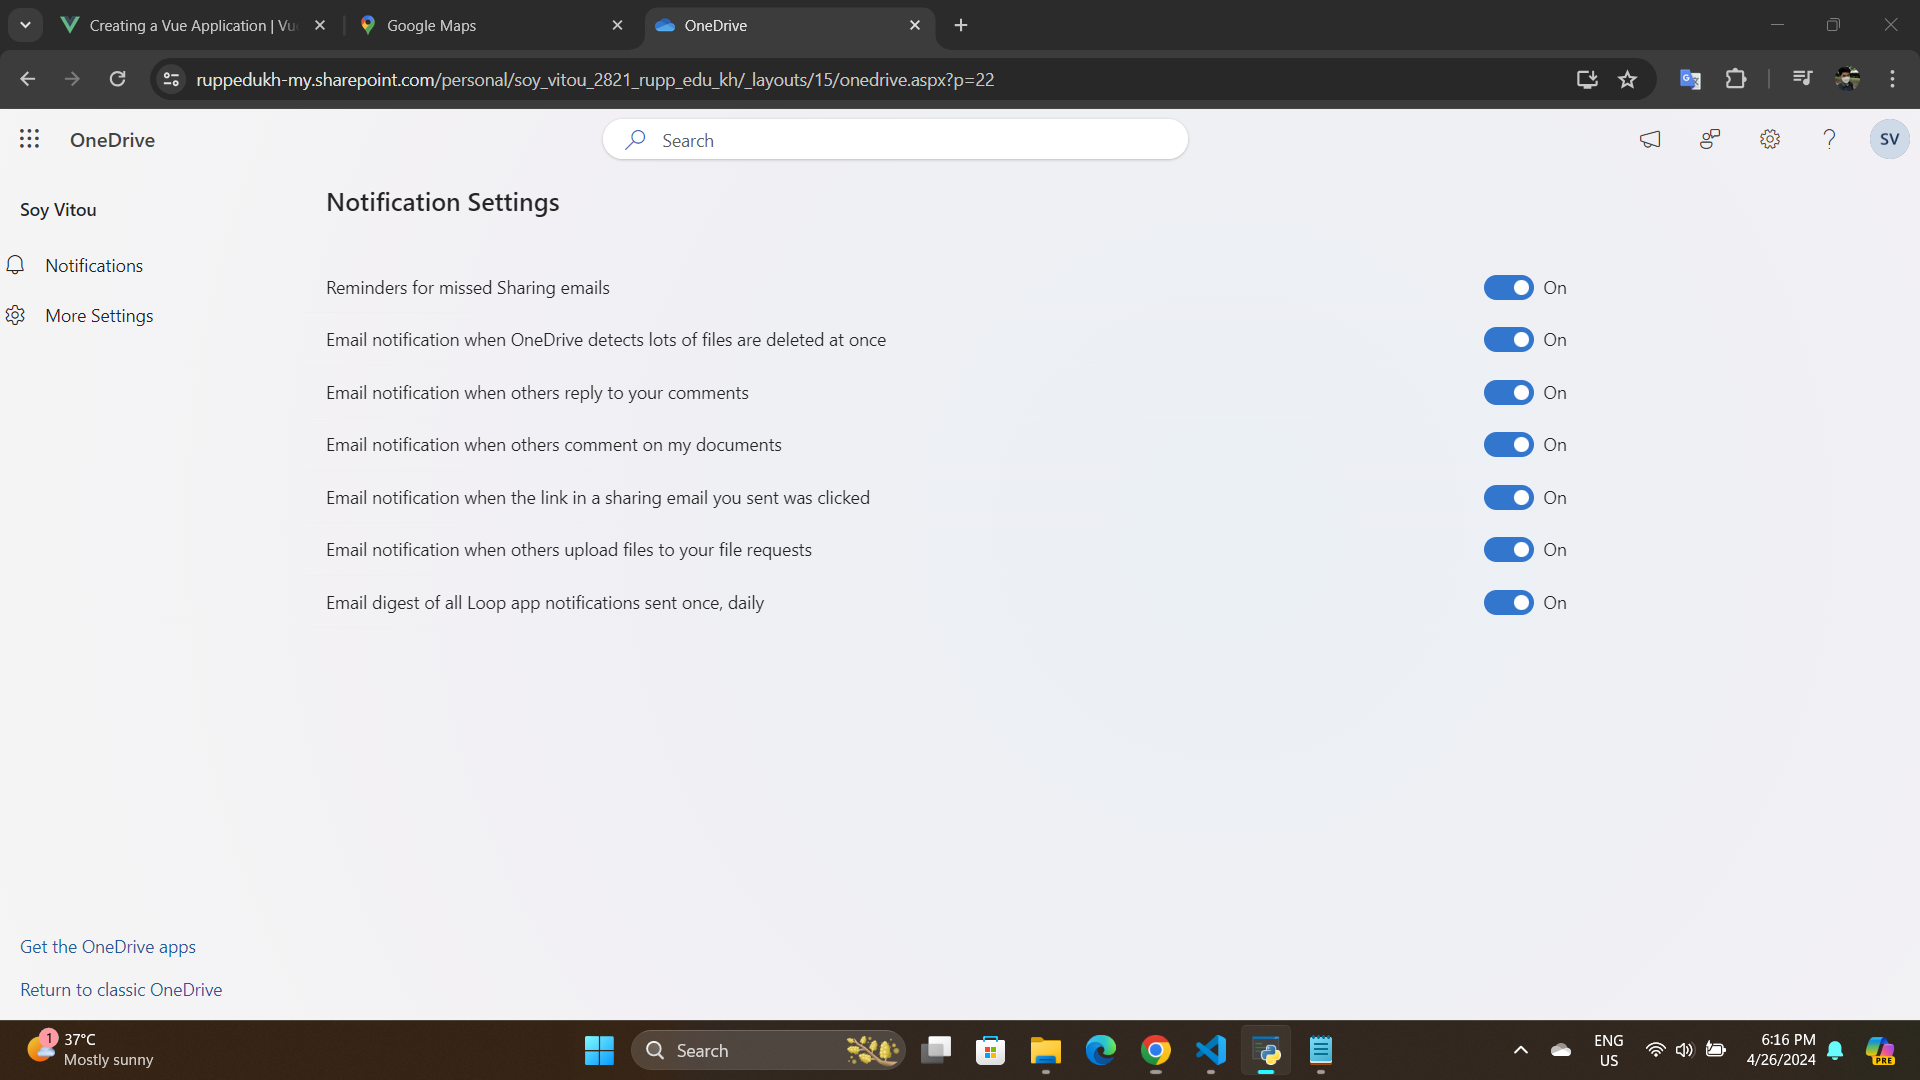 Creating a Vue Application | Vu
Google Maps
OneDrive
ruppedukh-my.sharepoint.com/personal/soy_vitou_2821_rupp_edu_kh/_layouts/15/onedrive.aspx?p=22
OneDrive
Search
SV
Soy Vitou
Notifications
More Settings
Notification Settings
Reminders for missed Sharing emails On
Email notification when OneDrive detects lots of files are deleted at once On
Email notification when others reply to your comments On
Email notification when others comment on my documents On
Email notification when the link in a sharing email you sent was clicked On
Email notification when others upload files to your file requests On
Email digest of all Loop app notifications sent once, daily On
Get the OneDrive apps
Return to classic OneDrive
1
37°C
Mostly sunny
Search
ENG
US
6:16 PM
4/26/2024
PRE